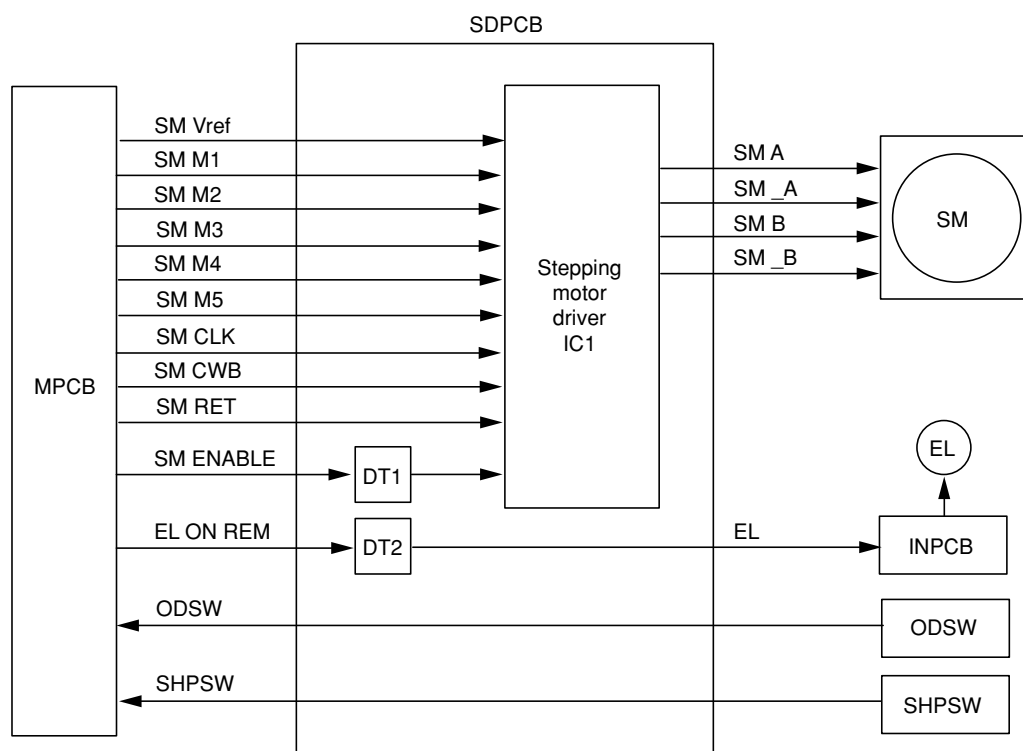 SDPCB
MPCB
SM Vref
SM M1
SM M2
SM M3
SM M4
SM M5
SM CLK
SM CWB
SM RET
SM ENABLE
EL ON REM
ODSW
SHPSW
DT1
DT2
Stepping
motor
driver
IC1
SM A
SM _A
SM B
SM _B
EL
SM
EL
INPCB
ODSW
SHPSW